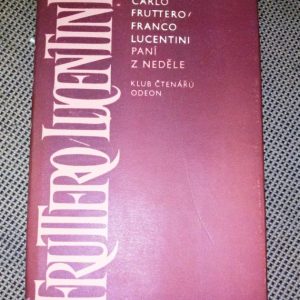 CARLO
FRUTTERO/
FRANCO
LUCENTINI
PANÍ
Z NEDĚLE
KLUB ČTENÁŘŮ
ODEON
FRUTTERO/LUCENTINI